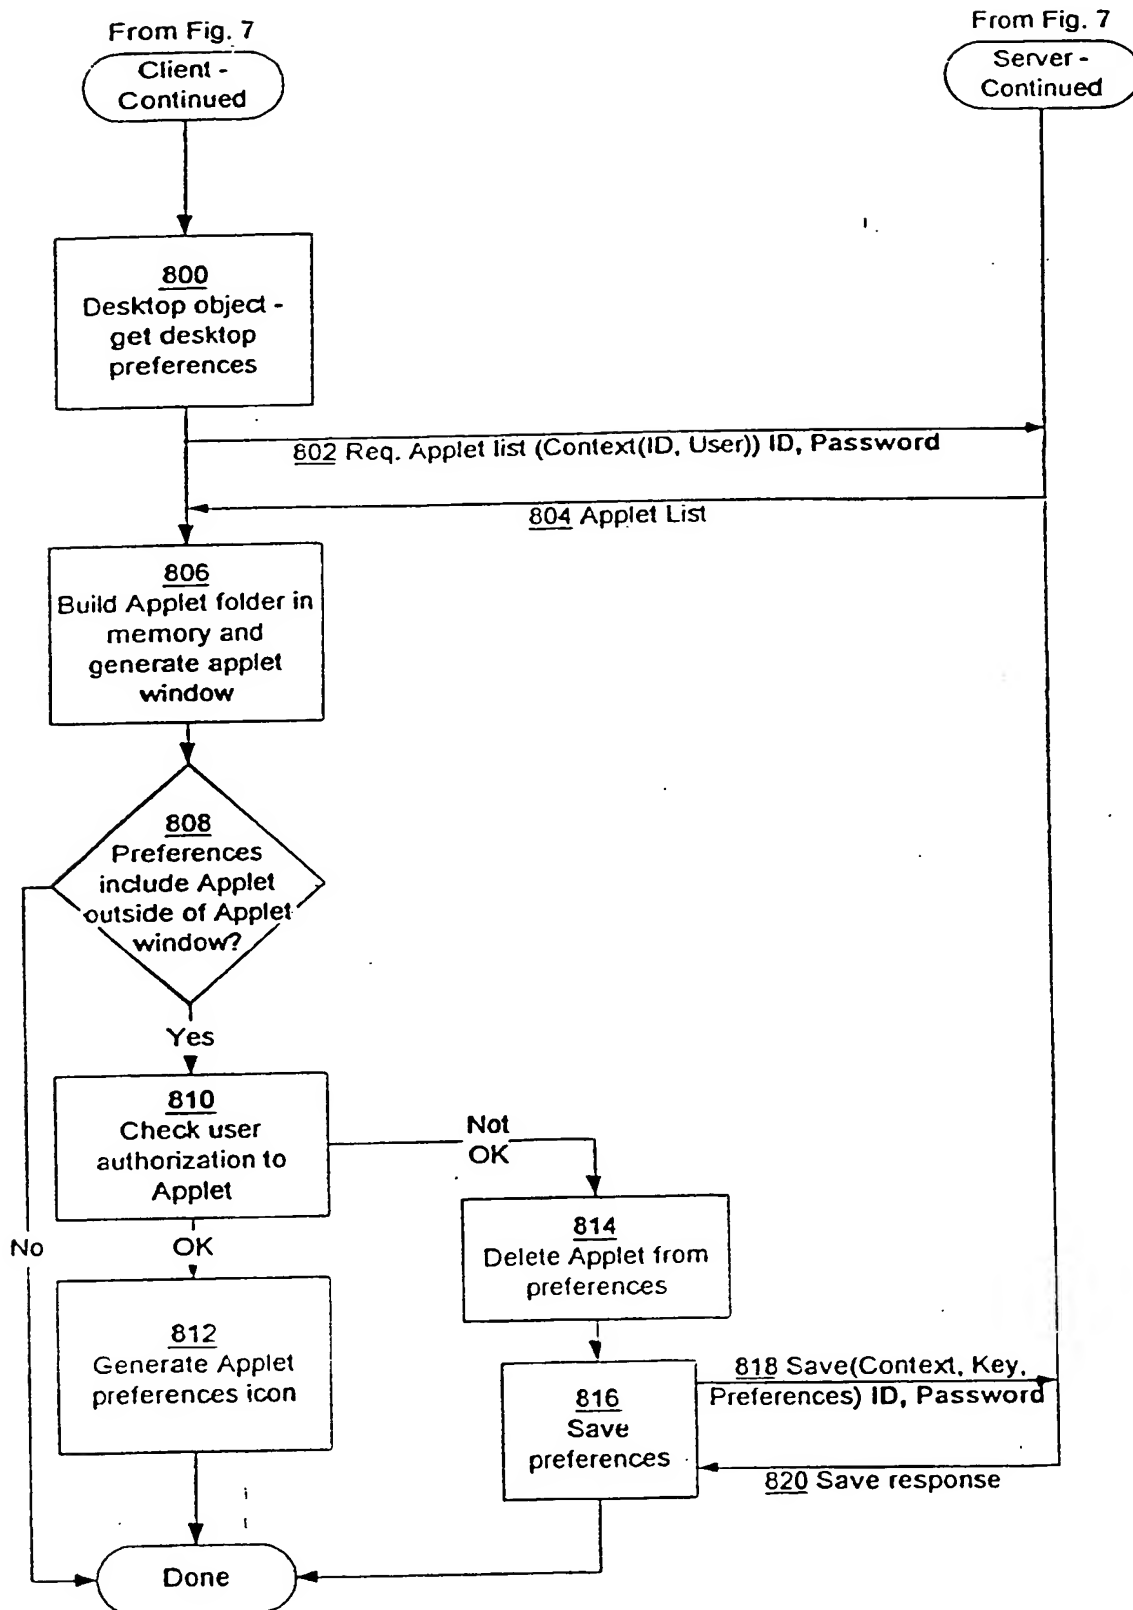 From Fig. 7
Client -
Continued
From Fig. 7
Server -
Continued
800
Desktop object -
get desktop
preferences
802 Req. Applet list (Context(ID, User)) ID, Password
804 Applet List
806
Build Applet folder in
memory and
generate applet
window
808
Preferences
include Applet
outside of Applet
window?
Yes
No
810
Check user
authorization to
Applet
Not
OK
OK
812
Generate Applet
preferences icon
814
Delete Applet from
preferences
816
Save
preferences
818 Save(Context, Key,
Preferences) ID, Password
820 Save response
Done